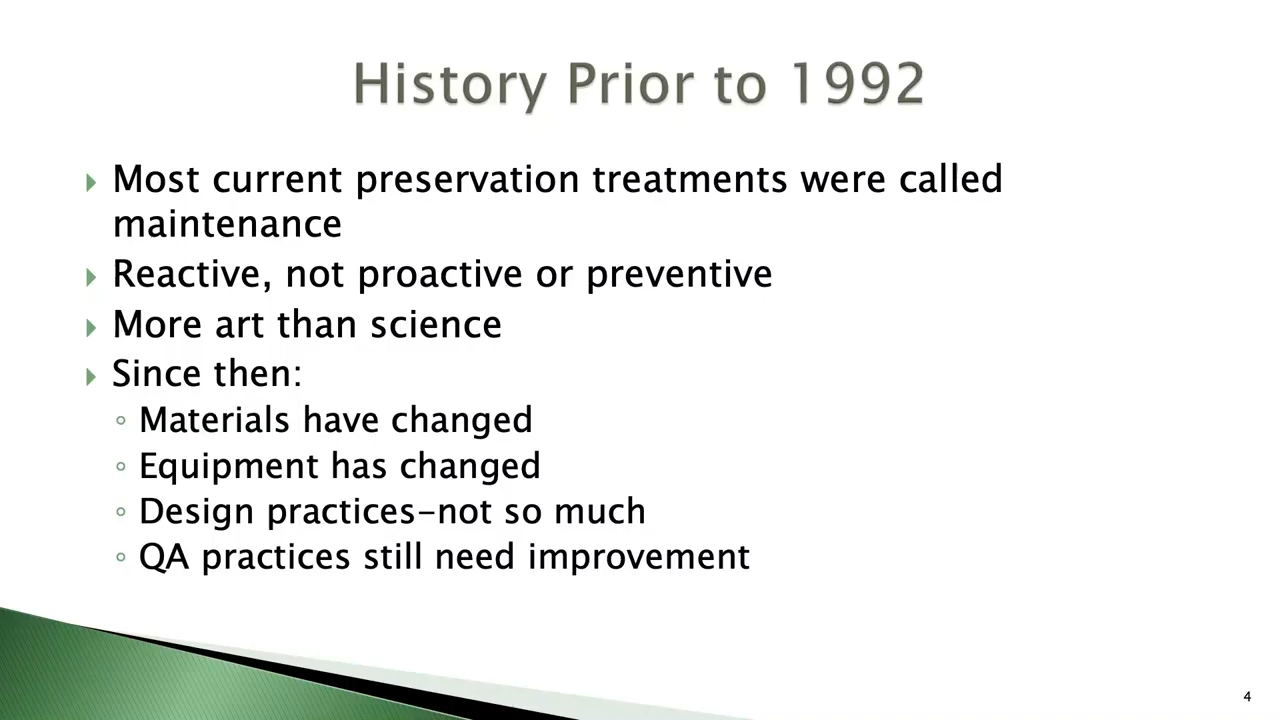 History Prior to 1992
Most current preservation treatments were called
maintenance
Reactive, not proactive or preventive
More art than science
Since then:
Materials have changed
Equipment has changed
Design practices-not so much
QA practices still need improvement
4